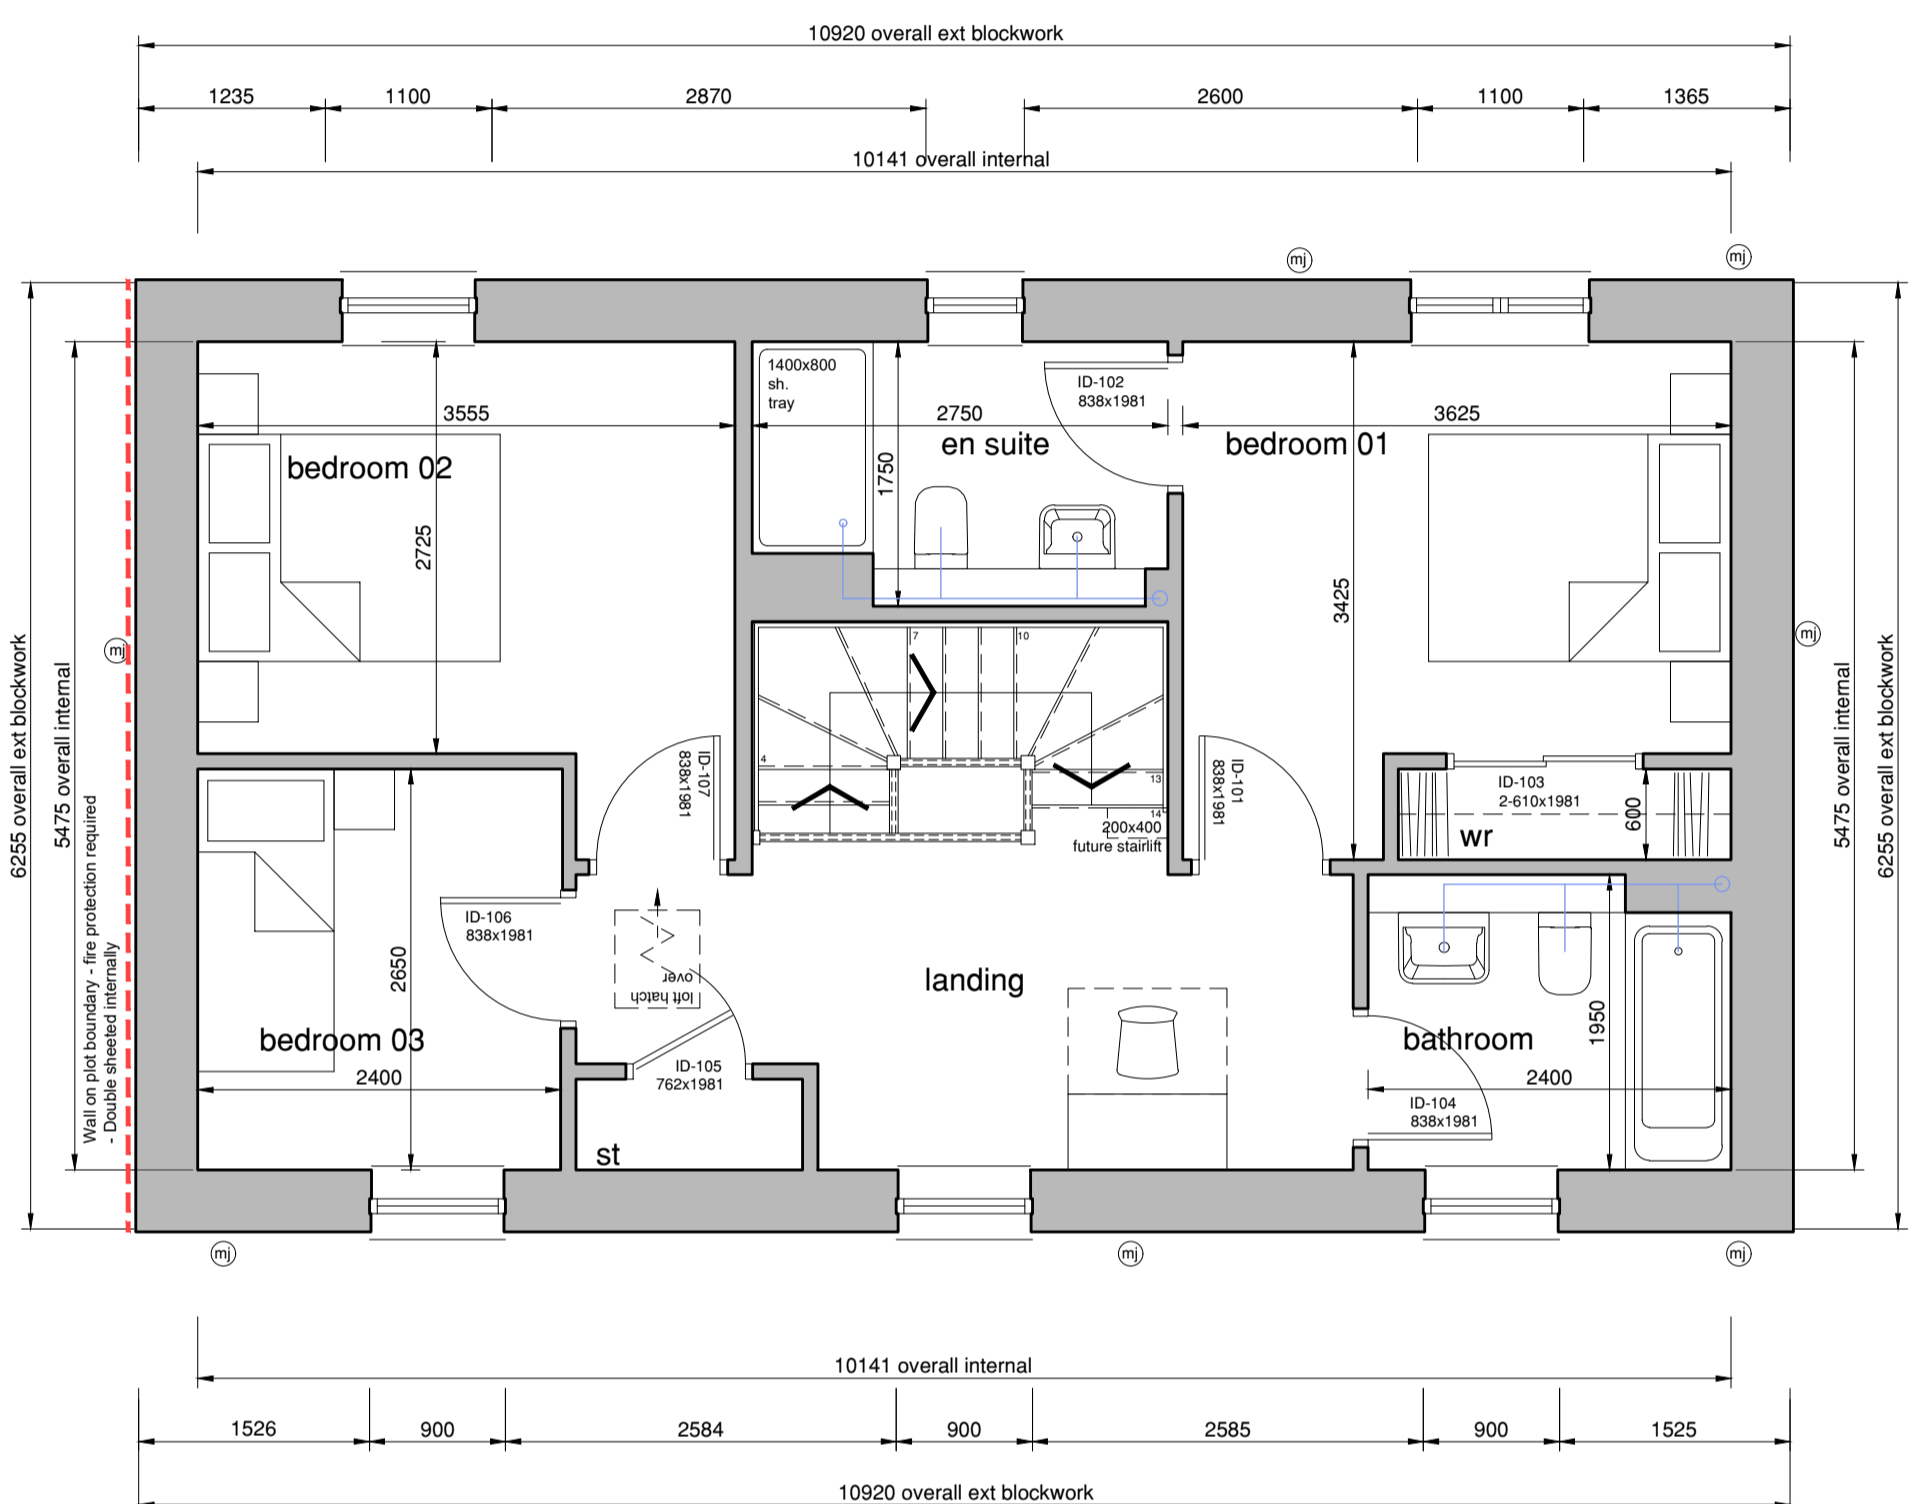 10920 overall ext blockwork
1235
1100
2870
2600
1100
1365
10141 overall internal
mj
mj
1400x800
sh.
tray
ID-102
838x1981
3555
2750
3625
bedroom 02
en suite
bedroom 01
1750
2725
3425
7
10
mj
mj
6255 overall ext blockwork
5475 overall internal
Wall on plot boundary - fire protection required
- Double sheeted internally
5475 overall internal
6255 overall ext blockwork
ID-107
838x1981
4
13
14
200x400
future stairlift
ID-101
838x1981
ID-103
2-610x1981
600
wr
ID-106
838x1981
2650
loft hatch
over
landing
bedroom 03
2400
ID-105
762x1981
st
bathroom
1950
2400
ID-104
838x1981
mj
mj
mj
10141 overall internal
1526
900
2584
900
2585
900
1525
10920 overall ext blockwork